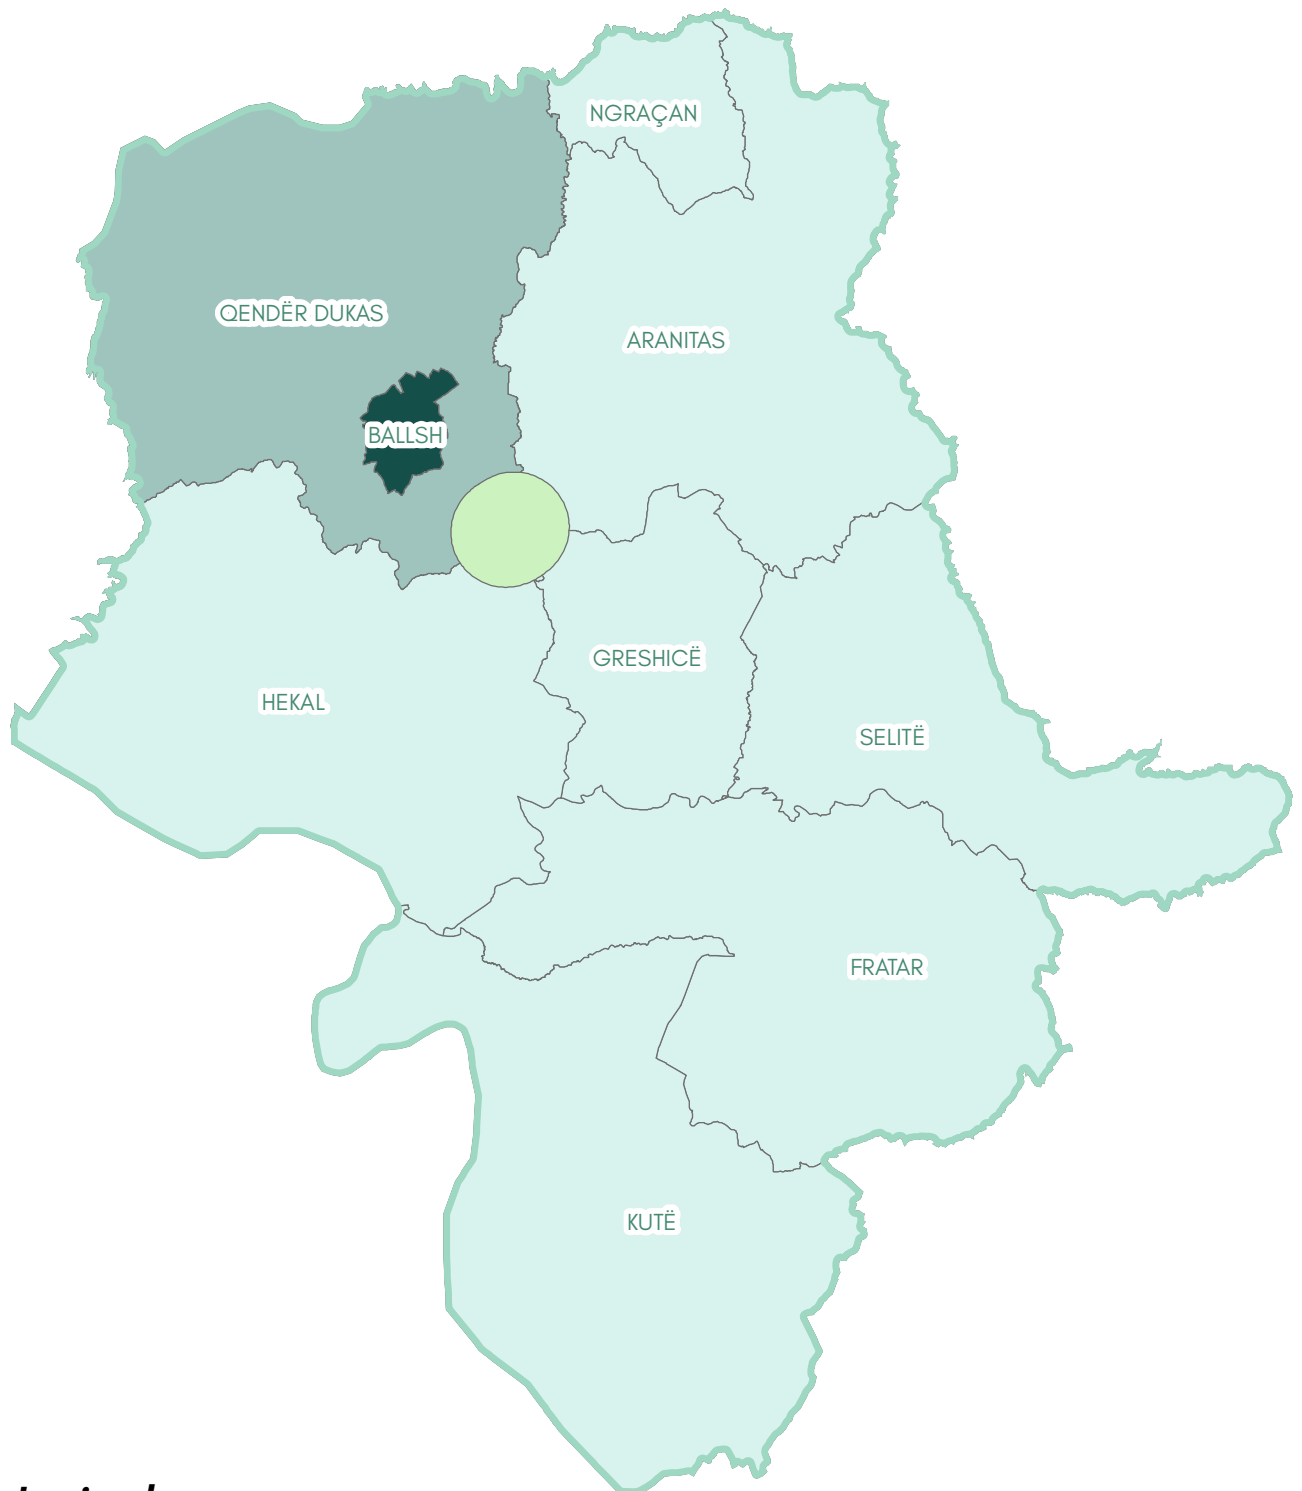 NGRAÇAN
QENDËR DUKAS
ARANITAS
BALLSH
GRESHICË
HEKAL
SELITË
FRATAR
KUTË